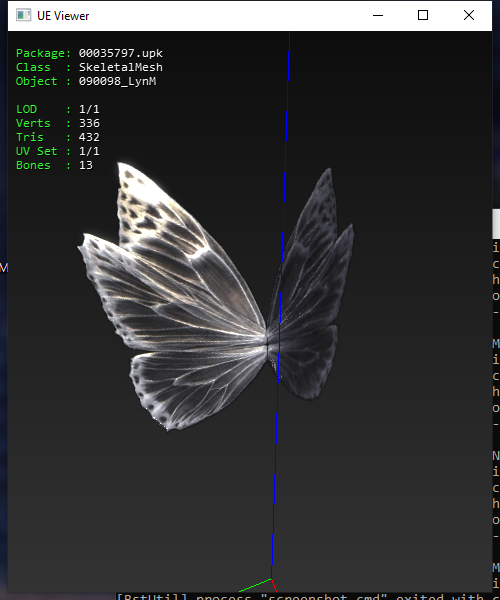 UE Viewer
Package: 00035797.upk
Class  : SkeletalMesh
Object : 090098_LynM
LOD    : 1/1
Verts  : 336
Tris   : 432
UV Set : 1/1
Bones  : 13
M
i
c
h
o
-
M
i
c
h
o
-
N
i
c
h
o
-
M
i
[BstUtil] process "screenshot.cmd" exited with c